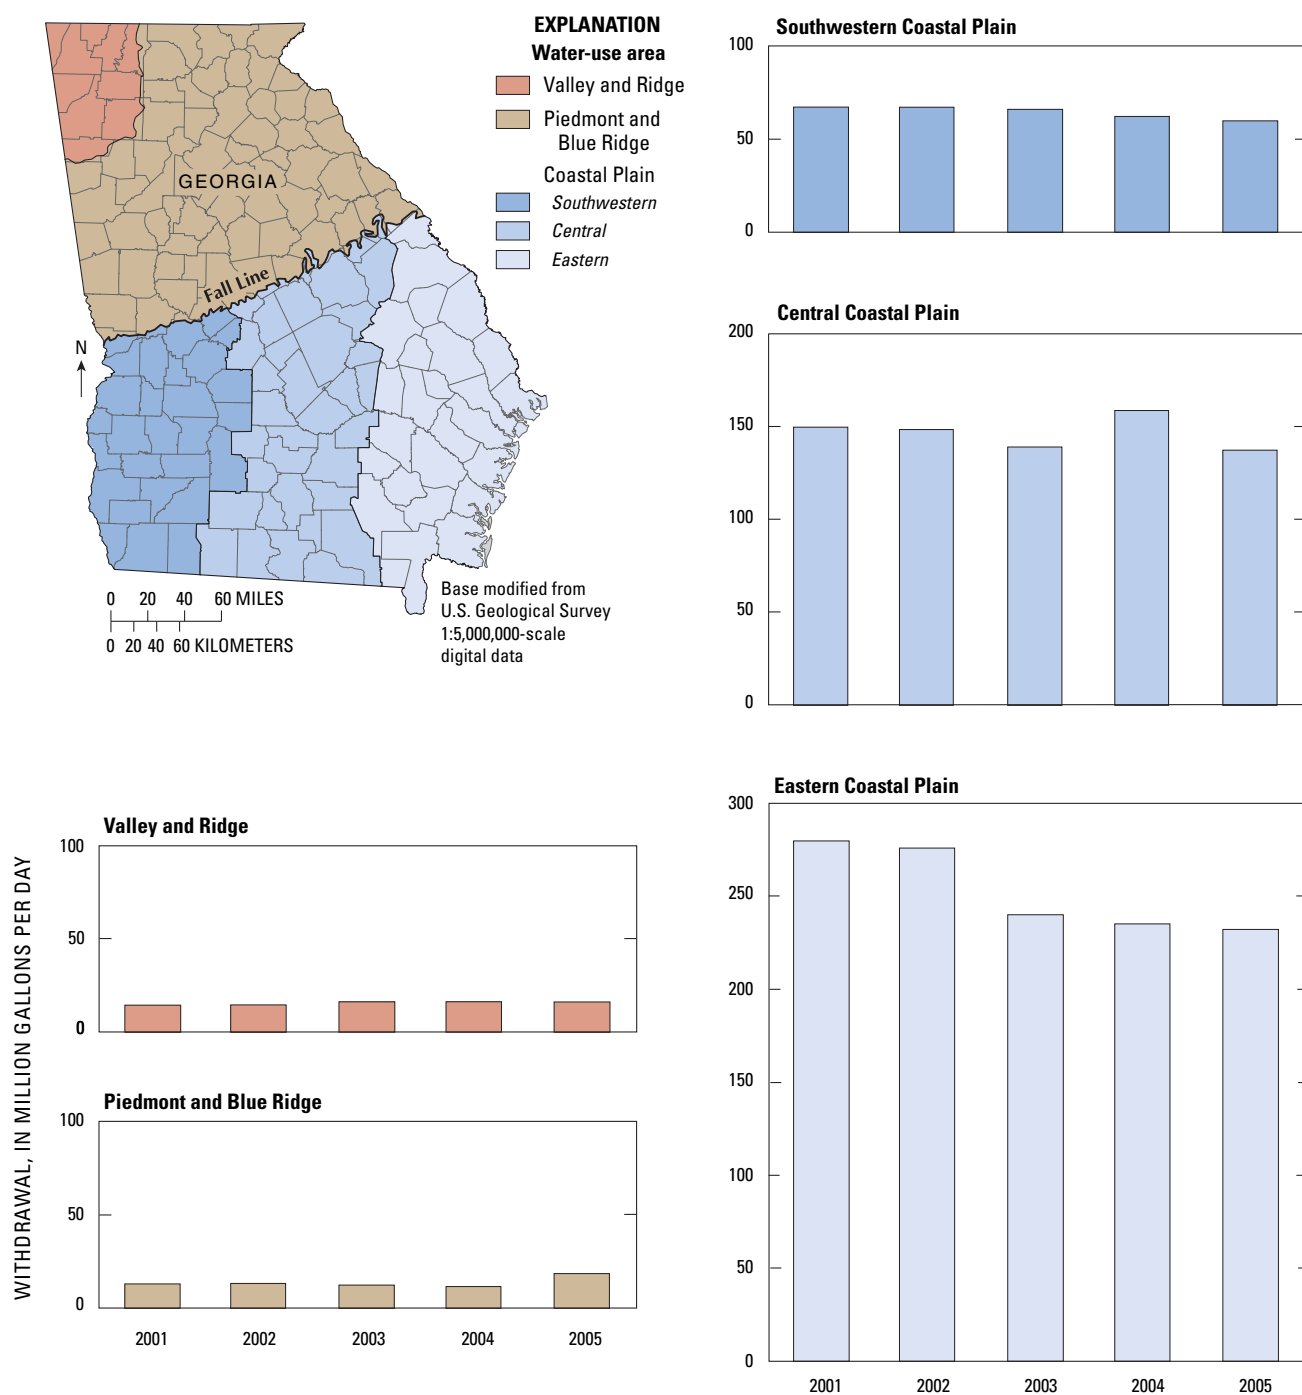 EXPLANATION
Water-use area
Valley and Ridge
Piedmont and
Blue Ridge
Coastal Plain
Southwestern
Central
Eastern
GEORGIA
Fall Line
N
0 20 40 60 MILES
0 20 40 60 KILOMETERS
Base modified from
U.S. Geological Survey
1:5,000,000-scale
digital data
WITHDRAWAL, IN MILLION GALLONS PER DAY
Valley and Ridge
100
50
0
Piedmont and Blue Ridge
100
50
0
2001 2002 2003 2004 2005
Southwestern Coastal Plain
100
50
0
Central Coastal Plain
200
150
100
50
0
Eastern Coastal Plain
300
250
200
150
100
50
0
2001 2002 2003 2004 2005